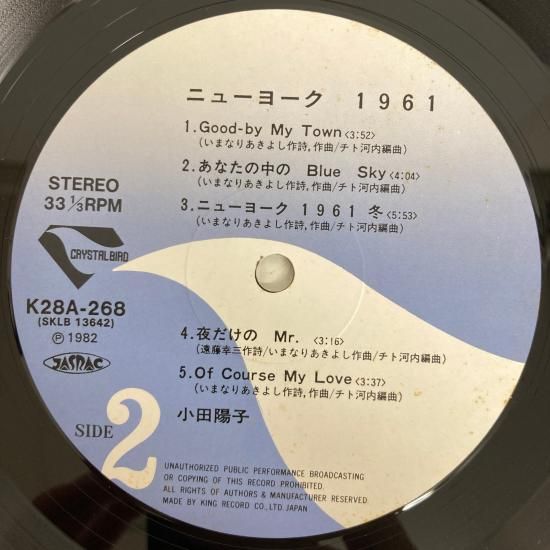 ニューヨーク 1961
1.Good-by My Town<3:52>
(いまなりあきよし作詩,作曲/チト河内編曲)
2.あなたの中の Blue Sky<4:04>
(いまなりあきよし作詩,作曲/チト河内編曲)
3.ニューヨーク 1961 冬<5:53>
(いまなりあきよし作詩,作曲/チト河内編曲)
STEREO
33 1/3RPM
CRYSTAL BIRD
K28A-268
(SKLB 13642)
Ⓟ 1982
JASRAC
4.夜だけの Mr. <3:16>
(遠藤幸三作詩/いまなりあきよし作曲/チト河内編曲)
5.Of Course My Love<3:37>
(いまなりあきよし作詩,作曲/チト河内編曲)
小田陽子
SIDE 2
UNAUTHORIZED PUBLIC PERFORMANCE BROADCASTING
OR COPYING OF THIS RECORD PROHIBITED.
ALL RIGHTS OF AUTHORS & MANUFACTURER RESERVED.
MADE BY KING RECORD CO., LTD. JAPAN